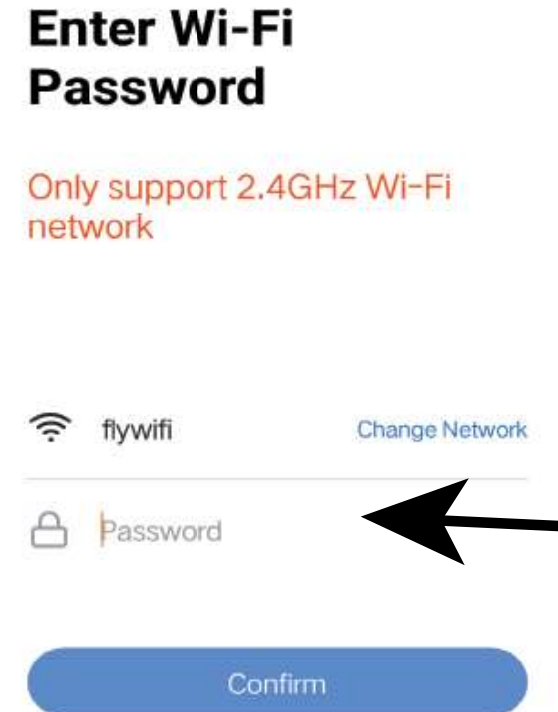 Enter Wi-Fi
Password
Only support 2.4GHz Wi-Fi
network
flywifi
Change Network
Password
Confirm